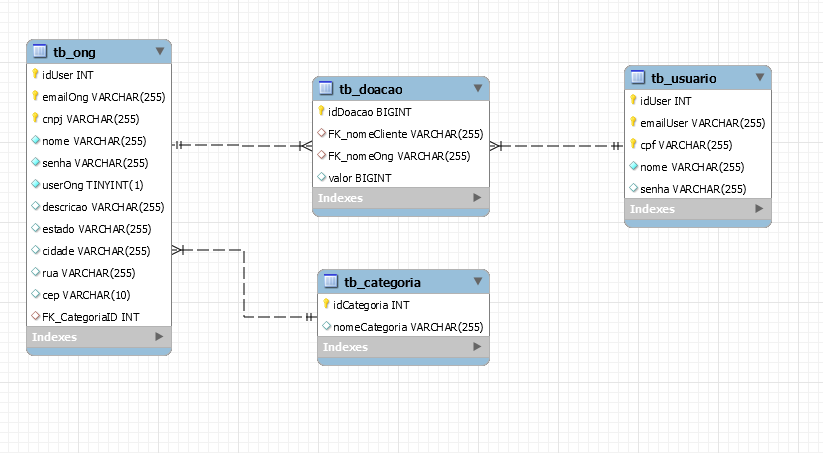 tb_ong
idUser INT
emailOng VARCHAR(255)
cnpj VARCHAR(255)
nome VARCHAR(255)
senha VARCHAR(255)
userOng TINYINT(1)
descricao VARCHAR(255)
estado VARCHAR(255)
cidade VARCHAR(255)
rua VARCHAR(255)
cep VARCHAR(10)
FK_CategoriaID INT
Indexes
tb_doacao
idDoacao BIGINT
FK_nomeCliente VARCHAR(255)
FK_nomeOng VARCHAR(255)
valor BIGINT
Indexes
tb_usuario
idUser INT
emailUser VARCHAR(255)
cpf VARCHAR(255)
nome VARCHAR(255)
senha VARCHAR(255)
Indexes
tb_categoria
idCategoria INT
nomeCategoria VARCHAR(255)
Indexes